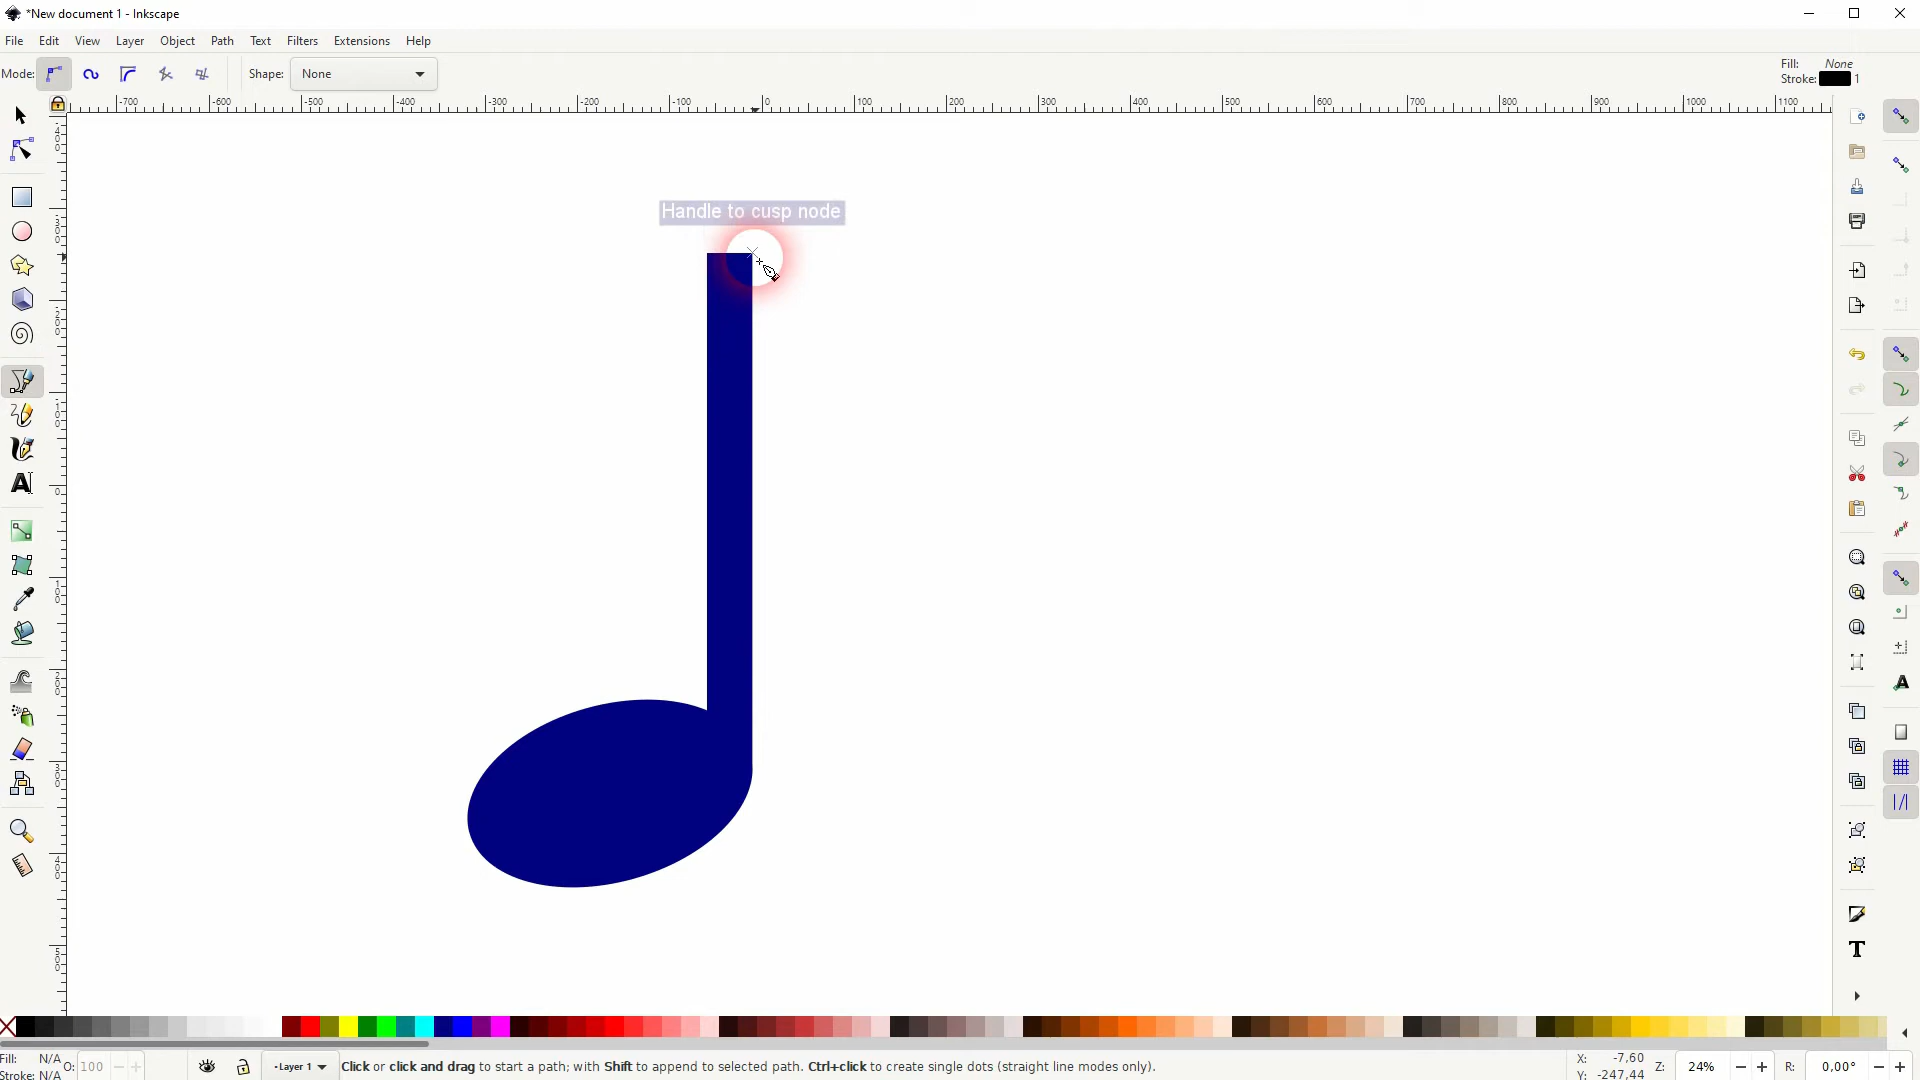 *New document 1 - Inkscape
File Edit View Layer Object Path Text Filters Extensions Help
Mode: Shape: None
Fill: None
Stroke: 1
-700 -600 -500 -400 -300 -200 -100 0 100 200 300 400 500 600 700 800 900 1000 1100
Handle to cusp node
Fill: N/A
Stroke: N/A
O: 100
Layer 1
Click or click and drag to start a path; with Shift to append to selected path. Ctrl+click to create single dots (straight line modes only).
X: -7,60
Y: -247,44
Z: 24%
R: 0,00°